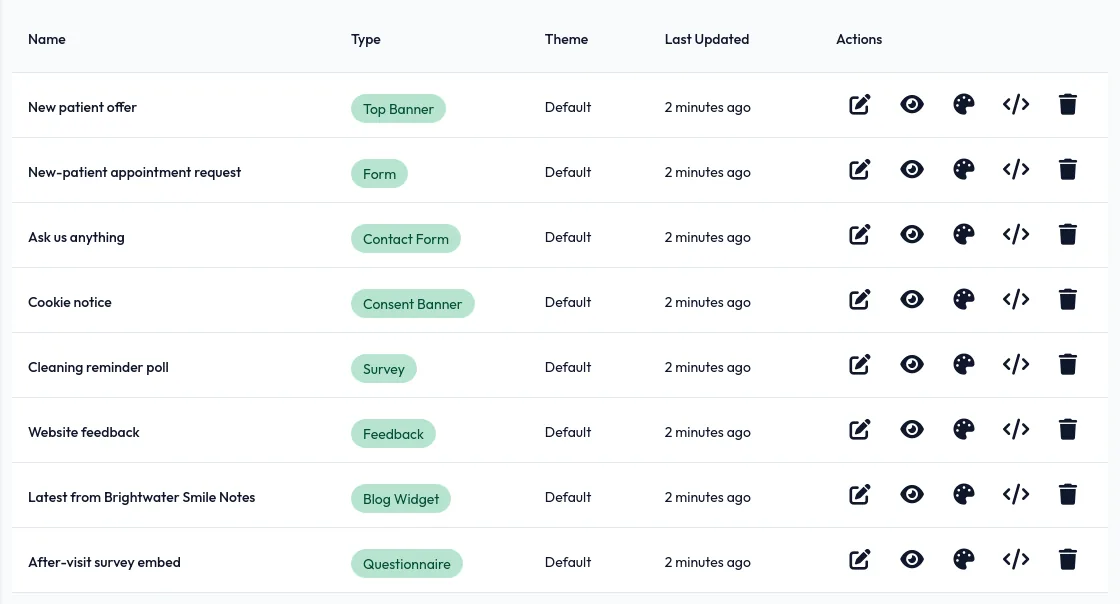 Name Type Theme Last Updated Actions
New patient offer Top Banner Default 2 minutes ago
New-patient appointment request Form Default 2 minutes ago
Ask us anything Contact Form Default 2 minutes ago
Cookie notice Consent Banner Default 2 minutes ago
Cleaning reminder poll Survey Default 2 minutes ago
Website feedback Feedback Default 2 minutes ago
Latest from Brightwater Smile Notes Blog Widget Default 2 minutes ago
After-visit survey embed Questionnaire Default 2 minutes ago